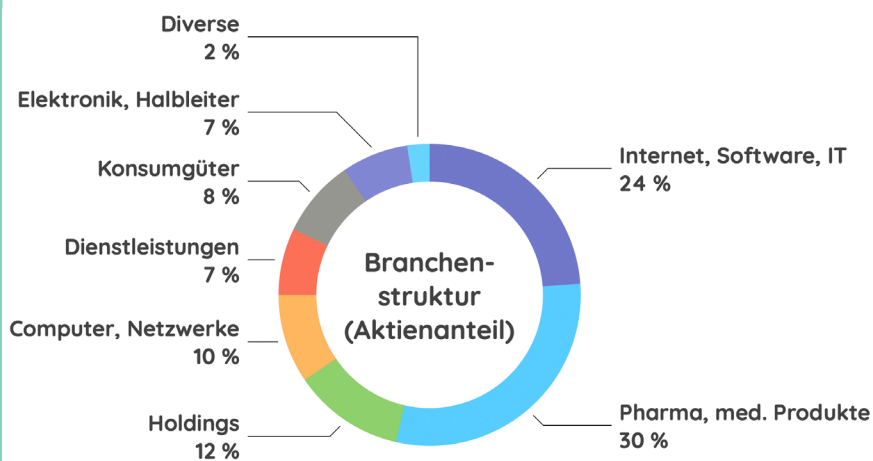 Diverse
2 %
Elektronik, Halbleiter
7 %
Konsumgüter
8 %
Dienstleistungen
7 %
Computer, Netzwerke
10 %
Holdings
12 %
Branchen-
struktur
(Aktienanteil)
Internet, Software, IT
24 %
Pharma, med. Produkte
30 %